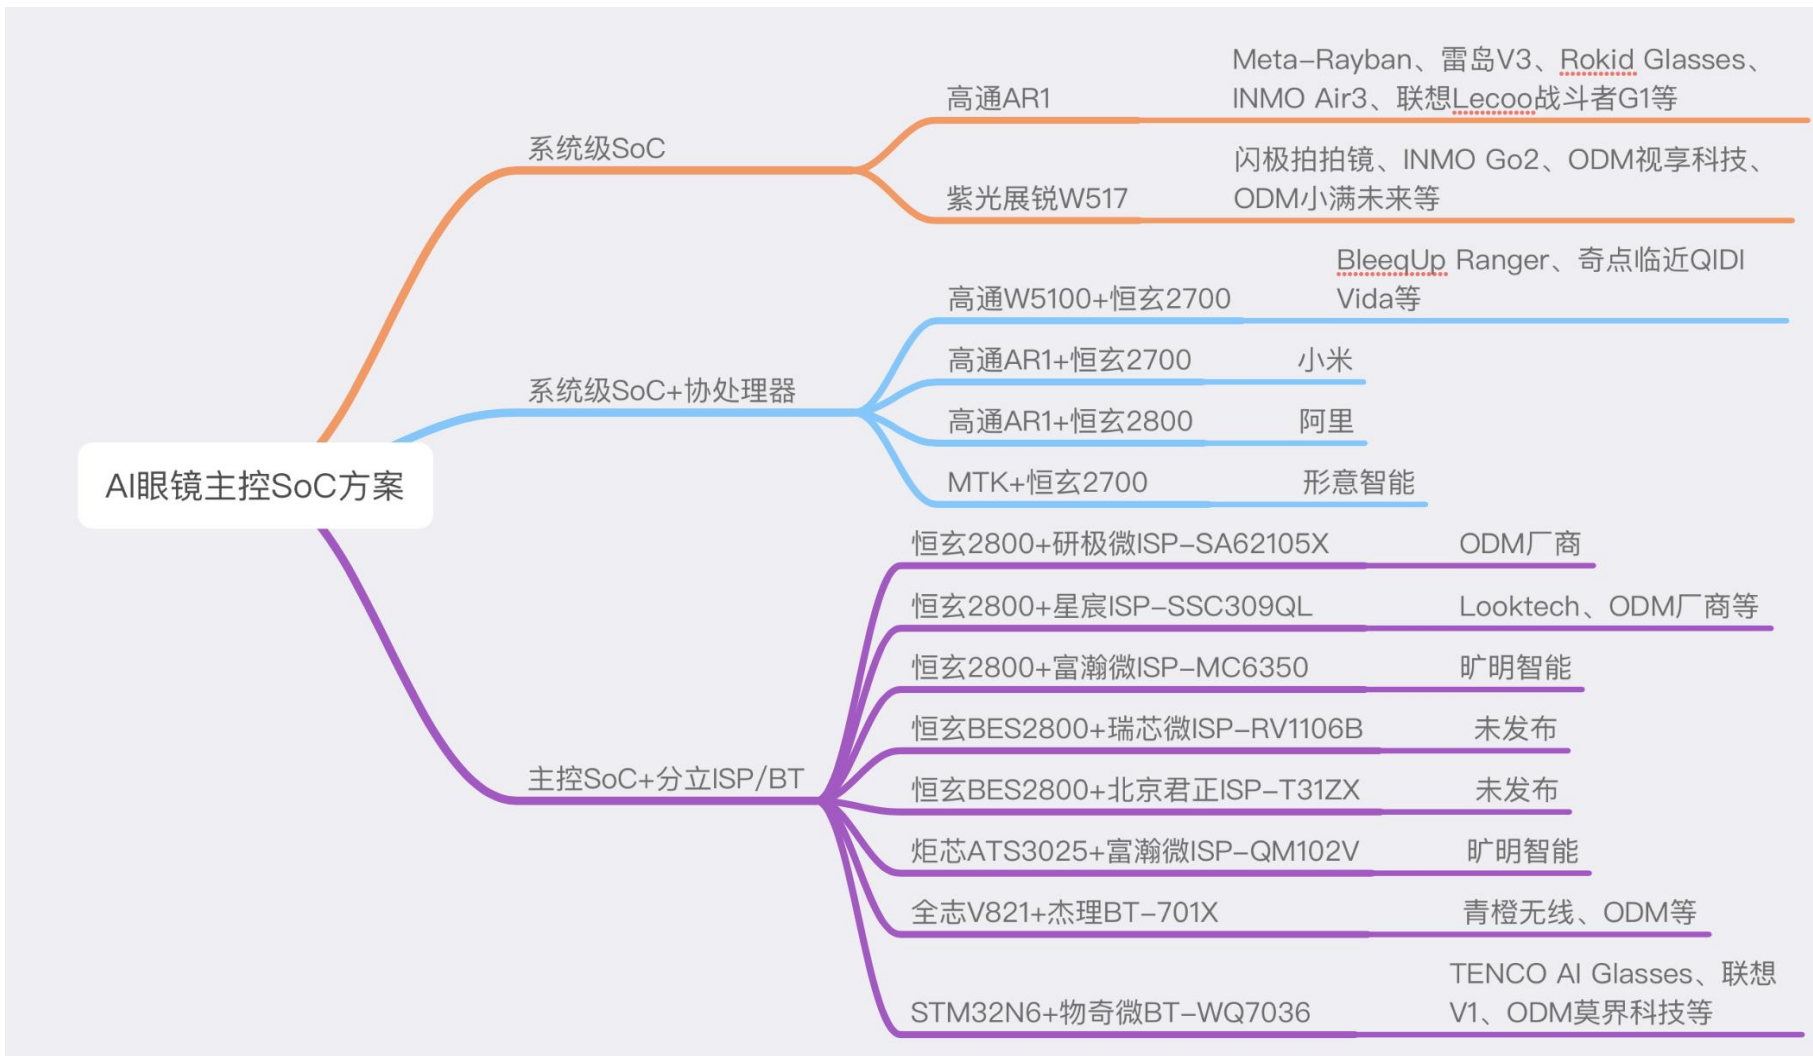 Meta-Rayban、雷岛V3、Rokid Glasses、
高通AR1
INMO Air3、联想Lecoo战斗者G1等
系统级SoC
闪极拍拍镜、INMO Go2、ODM视享科技、
紫光展锐W517
ODM小满未来等
BleeqUp Ranger、奇点临近QIDI
高通W5100+恒玄2700
Vida等
高通AR1+恒玄2700
小米
系统级SoC+协处理器
高通AR1+恒玄2800
阿里
AI眼镜主控SoC方案
MTK+恒玄2700
形意智能
恒玄2800+研极微ISP-SA62105X
ODM厂商
恒玄2800+星宸ISP-SSC309QL
Looktech、ODM厂商等
恒玄2800+富瀚微ISP-MC6350
旷明智能
恒玄BES2800+瑞芯微ISP-RV1106B
未发布
主控SoC+分立ISP/BT
恒玄BES2800+北京君正ISP-T31ZX
未发布
炬芯ATS3025+富瀚微ISP-QM102V
旷明智能
全志V821+杰理BT-701X
青橙无线、ODM等
STM32N6+物奇微BT-WQ7036
TENCO AI Glasses、联想
V1、ODM莫界科技等